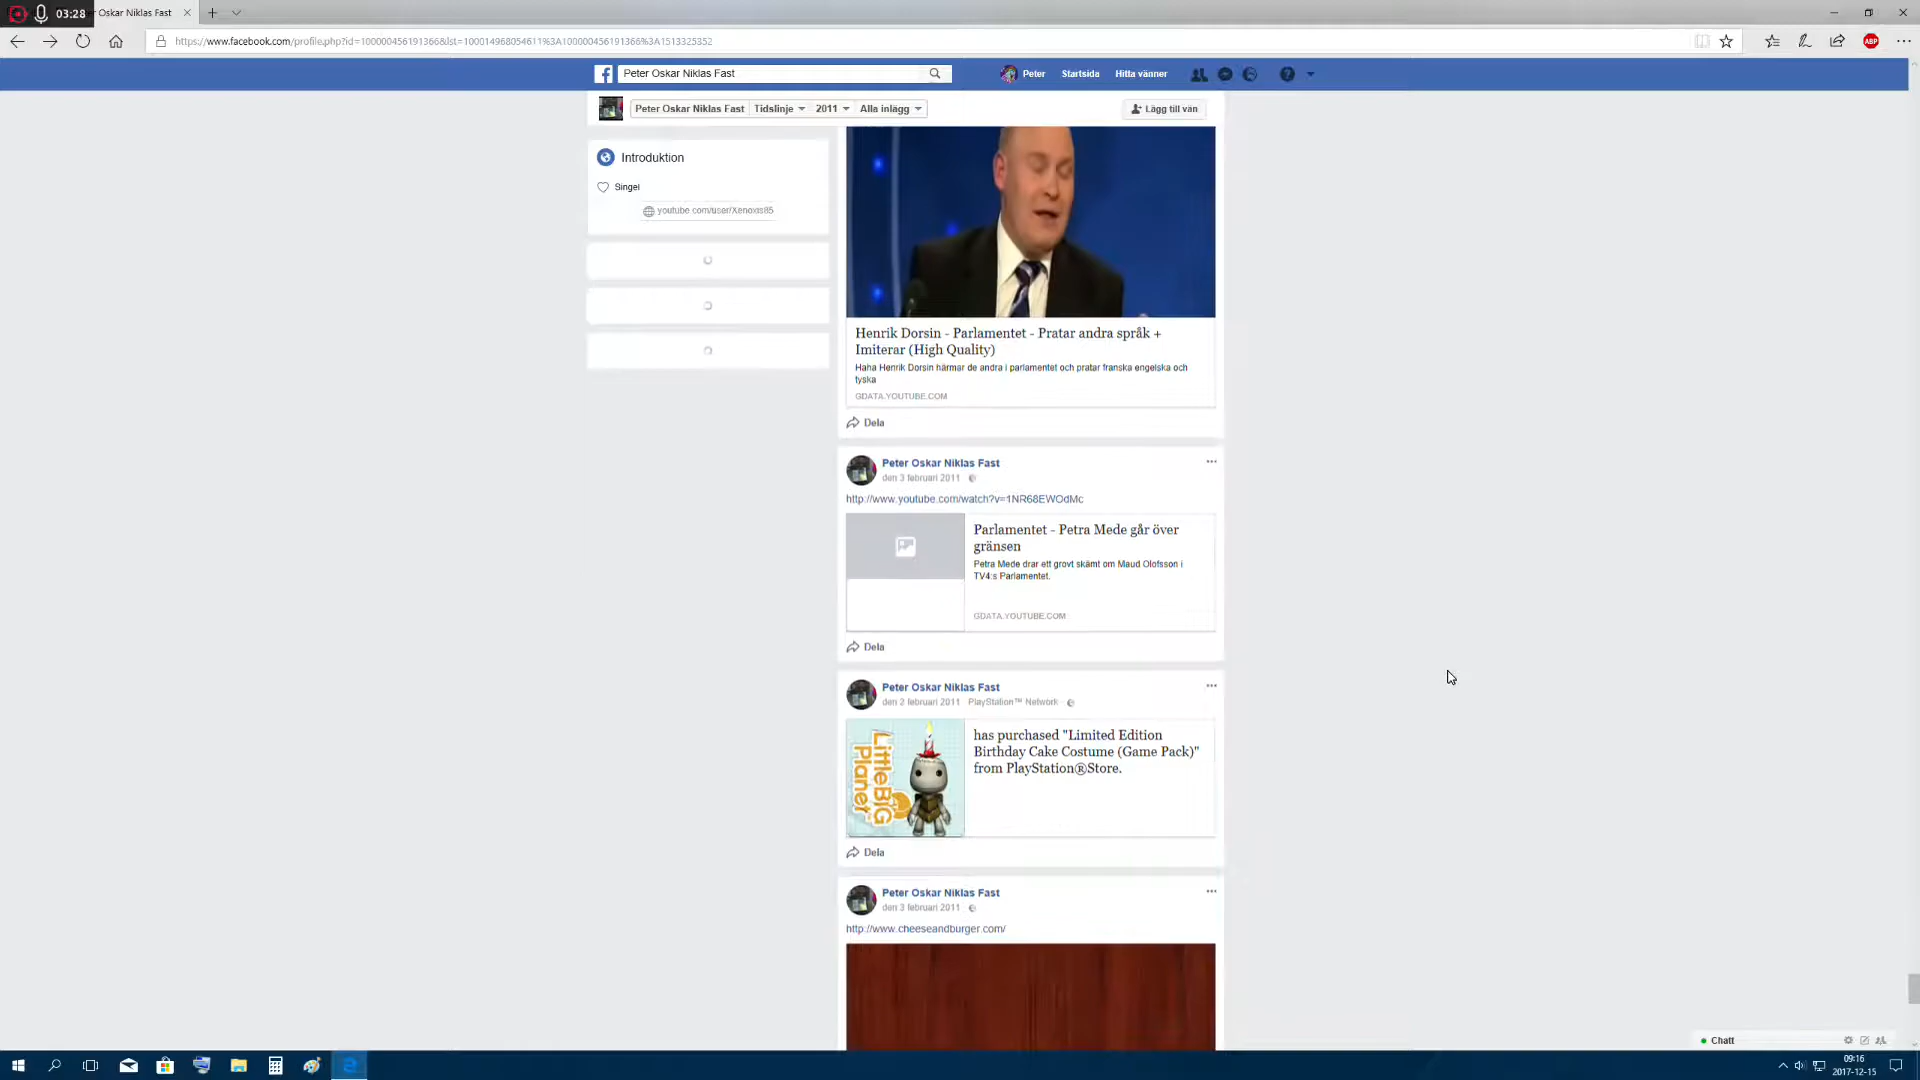 03:28
Oskar Niklas Fast
https://www.facebook.com/profile.php?id=100000456191366&lst=100014968054611%3A100000456191366%3A1513325352
ABP
Peter Oskar Niklas Fast
Peter
Startsida
Hitta vänner
Peter Oskar Niklas Fast
Tidslinje
2011
Alla inlägg
Lägg till vän
Introduktion
Singel
youtube.com/user/Xenoxis85
Henrik Dorsin - Parlamentet - Pratar andra språk +
Imiterar (High Quality)
Haha Henrik Dorsin härmar de andra i parlamentet och pratar franska engelska och
tyska
GDATA.YOUTUBE.COM
Dela
Peter Oskar Niklas Fast
den 3 februari 2011
http://www.youtube.com/watch?v=1NR68EWOdMc
Parlamentet - Petra Mede går över
gränsen
Petra Mede drar ett grovt skämt om Maud Olofsson i
TV4:s Parlamentet.
GDATA.YOUTUBE.COM
Dela
Peter Oskar Niklas Fast
den 2 februari 2011 PlayStation™ Network
LittleBIG
Planet
has purchased "Limited Edition
Birthday Cake Costume (Game Pack)"
from PlayStation®Store.
Dela
Peter Oskar Niklas Fast
den 3 februari 2011
http://www.cheeseandburger.com/
Chatt
09:16
2017-12-15